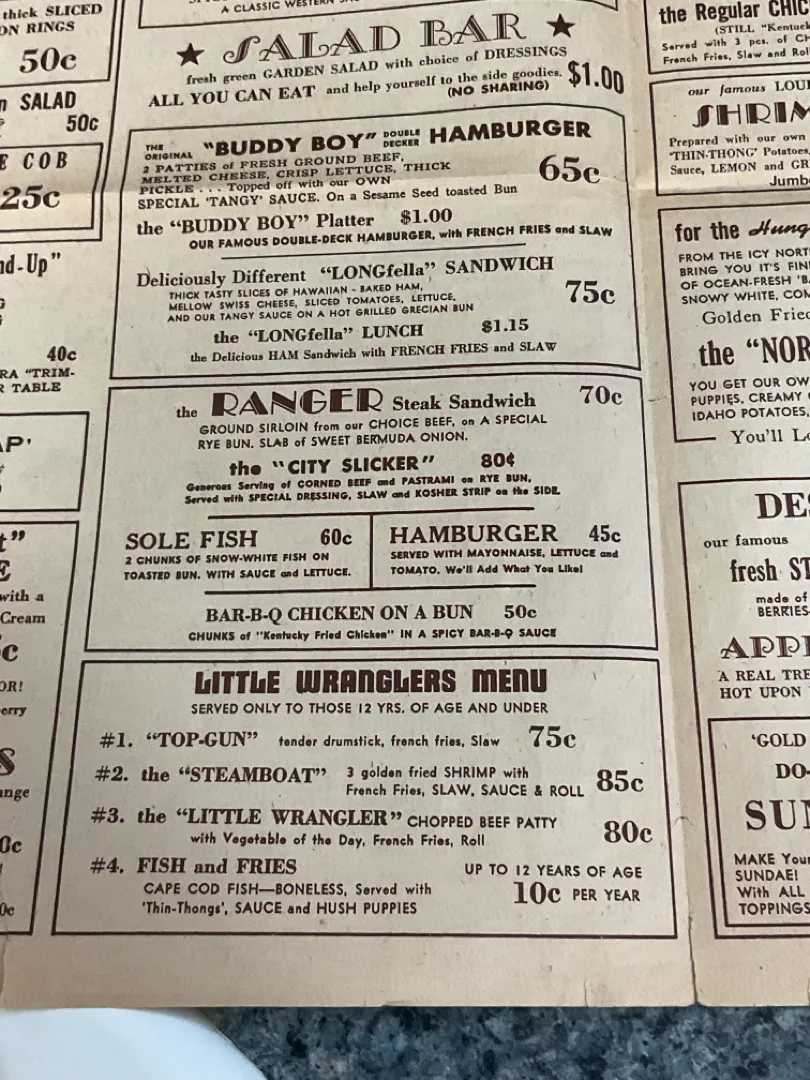 thick SLICED
ON RINGS
50c
SALAD
50c
COB
25c
40c
TABLE
with a
Cream
A CLASSIC WESTERN
★ SALAD BAR ★
fresh green GARDEN SALAD with choice of DRESSINGS
ALL YOU CAN EAT and help yourself to the side goodies. $1.00
(NO SHARING)
THE ORIGINAL "BUDDY BOY" DOUBLE DECKER HAMBURGER
2 PATTIES of FRESH GROUND BEEF,
MELTED CHEESE, CRISP LETTUCE, THICK
PICKLE . . . Topped off with our OWN
SPECIAL 'TANGY' SAUCE. On a Sesame Seed toasted Bun
65c
the "BUDDY BOY" Platter $1.00
OUR FAMOUS DOUBLE-DECK HAMBURGER, with FRENCH FRIES and SLAW
Deliciously Different "LONGfella" SANDWICH
THICK TASTY SLICES OF HAWAIIAN - BAKED HAM,
MELLOW SWISS CHEESE, SLICED TOMATOES, LETTUCE,
AND OUR TANGY SAUCE ON A HOT GRILLED GRECIAN BUN
75c
the "LONGfella" LUNCH $1.15
the Delicious HAM Sandwich with FRENCH FRIES and SLAW
the RANGER Steak Sandwich 70c
GROUND SIRLOIN from our CHOICE BEEF, on A SPECIAL
RYE BUN. SLAB of SWEET BERMUDA ONION.
the "CITY SLICKER" 80¢
Generous Serving of CORNED BEEF and PASTRAMI on RYE BUN,
Served with SPECIAL DRESSING, SLAW and KOSHER STRIP on the SIDE.
SOLE FISH 60c
2 CHUNKS OF SNOW-WHITE FISH ON
TOASTED BUN. WITH SAUCE and LETTUCE.
HAMBURGER 45c
SERVED WITH MAYONNAISE, LETTUCE and
TOMATO. We'll Add What You Like!
BAR-B-Q CHICKEN ON A BUN 50c
CHUNKS of "Kentucky Fried Chicken" IN A SPICY BAR-B-Q SAUCE
LITTLE WRANGLERS MENU
SERVED ONLY TO THOSE 12 YRS. OF AGE AND UNDER
#1. "TOP-GUN" tender drumstick, french fries, Slaw 75c
#2. the "STEAMBOAT" 3 golden fried SHRIMP with
French Fries, SLAW, SAUCE & ROLL 85c
#3. the "LITTLE WRANGLER" CHOPPED BEEF PATTY
with Vegetable of the Day, French Fries, Roll 80c
#4. FISH and FRIES
CAPE COD FISH—BONELESS, Served with
'Thin-Thongs', SAUCE and HUSH PUPPIES
UP TO 12 YEARS OF AGE
10c PER YEAR
the Regular
(STILL
Served with 3 pcs. of
French Fries, Slaw and
our famous
Prepared with our own
'THIN-THONG' Potatoes,
Sauce, LEMON and
for the
FROM THE ICY
BRING YOU IT'S
OF OCEAN-FRESH
SNOWY WHITE,
Golden
the
YOU GET OUR
PUPPIES, CREAMY
IDAHO POTATOES,
You'll
our famous
fresh
made of
A REAL
HOT UPON
'GOLD
MAKE
SUNDAE!
With ALL
TOPPINGS